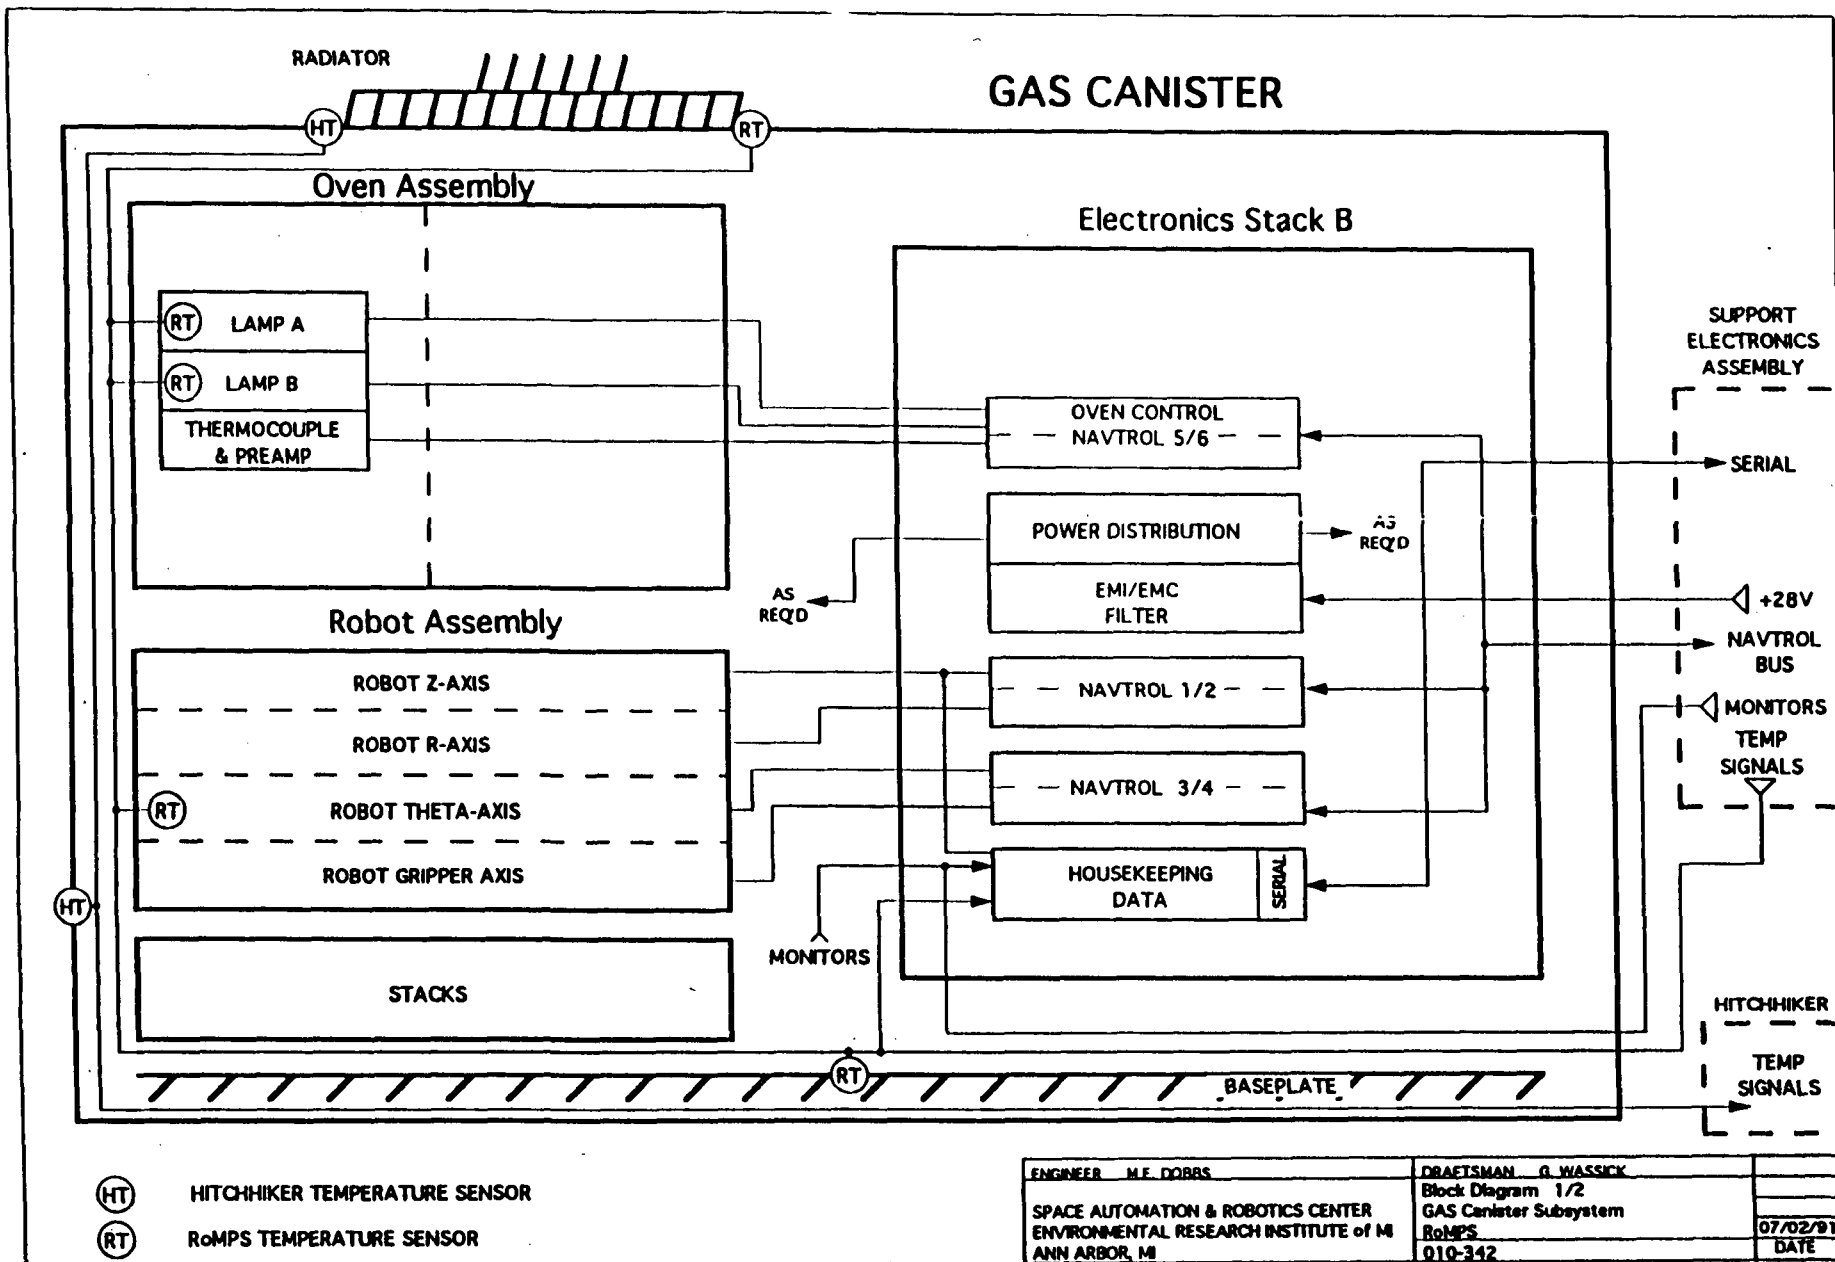 RADIATOR
GAS CANISTER
HT
RT
Oven Assembly
Electronics Stack B
RT LAMP A
RT LAMP B
THERMOCOUPLE
& PREAMP
OVEN CONTROL
NAVTROL 5/6
POWER DISTRIBUTION
AS
REQ'D
EMI/EMC
FILTER
AS
REQ'D
SUPPORT
ELECTRONICS
ASSEMBLY
SERIAL
+28V
NAVTROL
BUS
MONITORS
TEMP
SIGNALS
Robot Assembly
ROBOT Z-AXIS
ROBOT R-AXIS
RT ROBOT THETA-AXIS
ROBOT GRIPPER AXIS
NAVTROL 1/2
NAVTROL 3/4
HOUSEKEEPING
DATA
SERIAL
HT
MONITORS
STACKS
RT
BASEPLATE
HITCHHIKER
TEMP
SIGNALS
HT HITCHHIKER TEMPERATURE SENSOR
RT RoMPS TEMPERATURE SENSOR
ENGINEER M.E. DOBBS
SPACE AUTOMATION & ROBOTICS CENTER
ENVIRONMENTAL RESEARCH INSTITUTE of MI
ANN ARBOR, MI
DRAFTSMAN G. WASSICK
Block Diagram 1/2
GAS Canister Subsystem
RoMPS
010-342
07/02/91
DATE